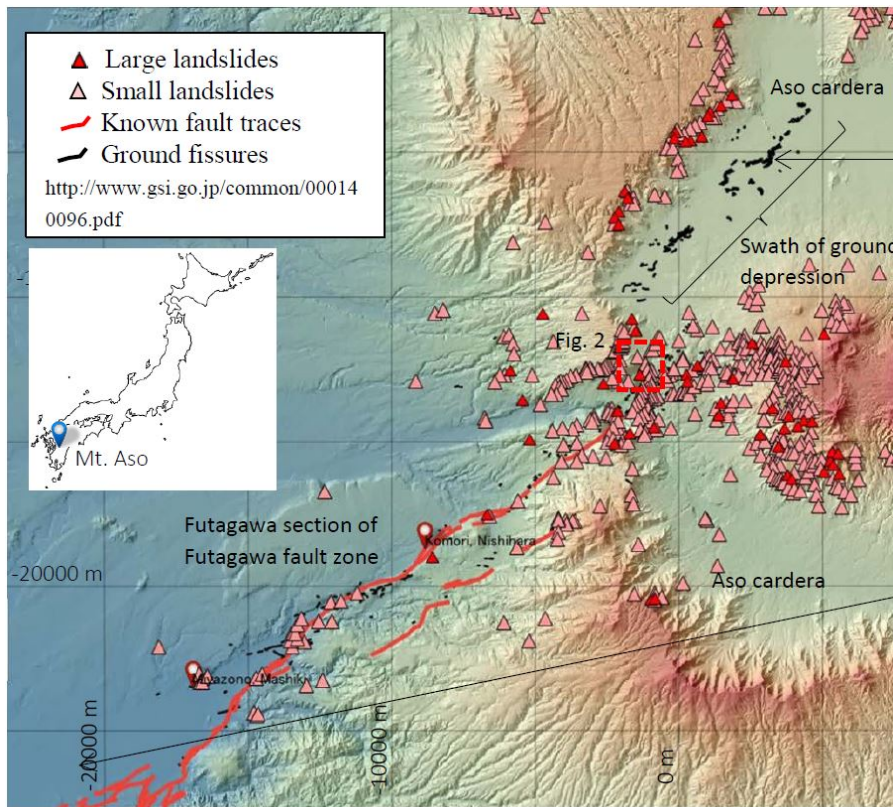 Large landslides
Small landslides
Known fault traces
Ground fissures
http://www.gsi.go.jp/common/00014
0096.pdf
Aso cardera
Swath of ground
depression
Fig. 2
Mt. Aso
Futagawa section of
Futagawa fault zone
Komori, Nishihara
-20000 m
Aso cardera
Miyazono, Mashiki
-20000 m
-10000 m
0 m